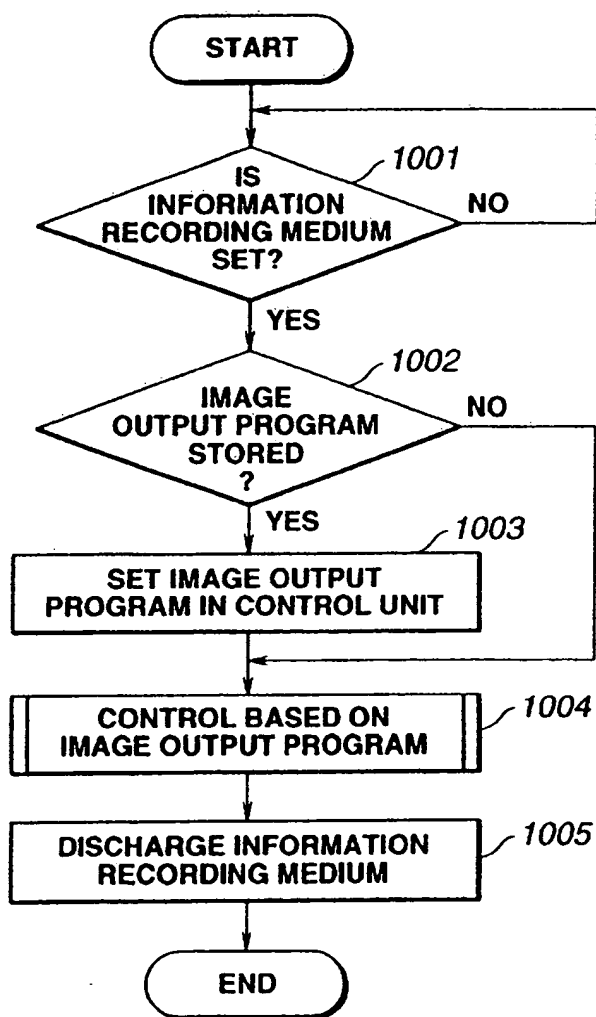 START
1001
IS
INFORMATION
RECORDING MEDIUM
SET?
NO
YES
1002
IMAGE
OUTPUT PROGRAM
STORED
?
NO
YES
1003
SET IMAGE OUTPUT
PROGRAM IN CONTROL UNIT
CONTROL BASED ON
IMAGE OUTPUT PROGRAM
1004
DISCHARGE INFORMATION
RECORDING MEDIUM
1005
END